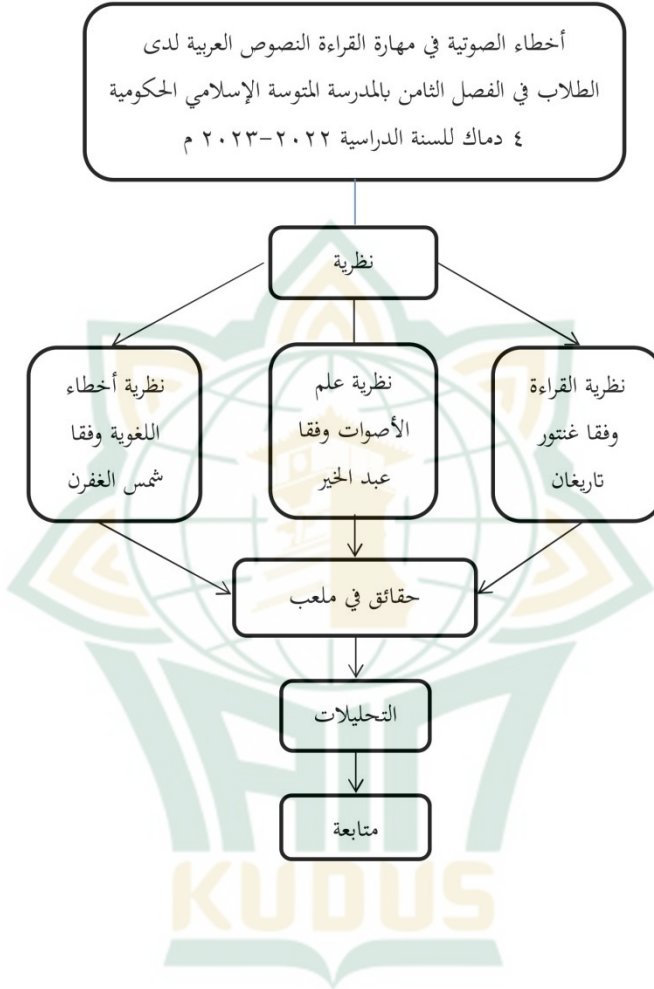 أخطاء الصوتية في مهارة القراءة النصوص العربية لدى
الطلاب في الفصل الثامن بالمدرسة المتوسة الإسلامي الحكومية
٤ دماك للسنة الدراسية ٢٠٢٢-٢٠٢٣ م
نظرية
نظرية القراءة
وفقا غنتور
تاريغان
نظرية علم
الأصوات وفقا
عبد الخير
نظرية أخطاء
اللغوية وفقا
شمس الغفرن
حقائق في ملعب
التحليلات
متابعة
IAIN
KUDUS